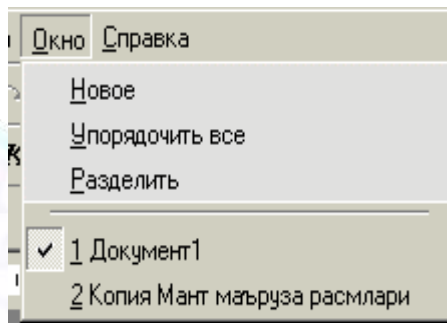 Окно Справка
Новое
Упорядочить все
Разделить
1 Документ1
2 Копия Мант маъруза расмлари